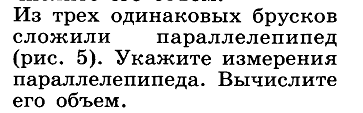 Из трех одинаковых брусков
сложили параллелепипед
(рис. 5). Укажите измерения
параллелепипеда. Вычислите
его объем.